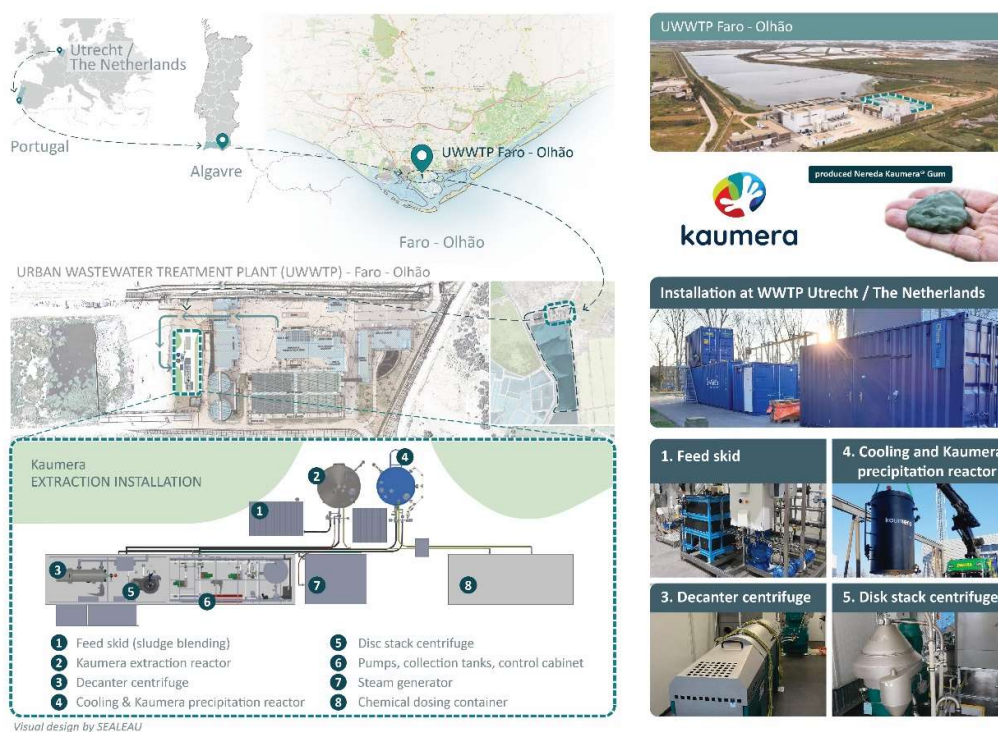 Utrecht /
The Netherlands
Portugal
Algavre
UWWTP Faro - Olhão
Faro - Olhão
URBAN WASTEWATER TREATMENT PLANT (UWWTP) - Faro - Olhão
Kaumera
EXTRACTION INSTALLATION
1
2
3
4
5
6
7
8
1 Feed skid (sludge blending)
2 Kaumera extraction reactor
3 Decanter centrifuge
4 Cooling & Kaumera precipitation reactor
5 Disc stack centrifuge
6 Pumps, collection tanks, control cabinet
7 Steam generator
8 Chemical dosing container
Visual design by SEALEAU
UWWTP Faro - Olhão
kaumera
produced Nereda Kaumera® Gum
Installation at WWTP Utrecht / The Netherlands
1. Feed skid
4. Cooling and Kaumera
precipitation reactor
kaumera
3. Decanter centrifuge
5. Disk stack centrifuge